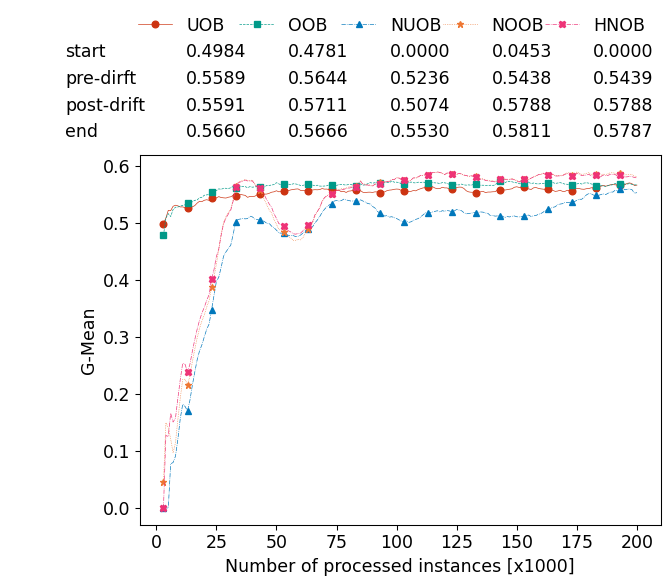 UOB OOB NUOB NOOB HNOB
start 0.4984 0.4781 0.0000 0.0453 0.0000
pre-dirft 0.5589 0.5644 0.5236 0.5438 0.5439
post-drift 0.5591 0.5711 0.5074 0.5788 0.5788
end 0.5660 0.5666 0.5530 0.5811 0.5787
0.6
0.5
0.4
0.3
0.2
0.1
0.0
G-Mean
0 25 50 75 100 125 150 175 200
Number of processed instances [x1000]